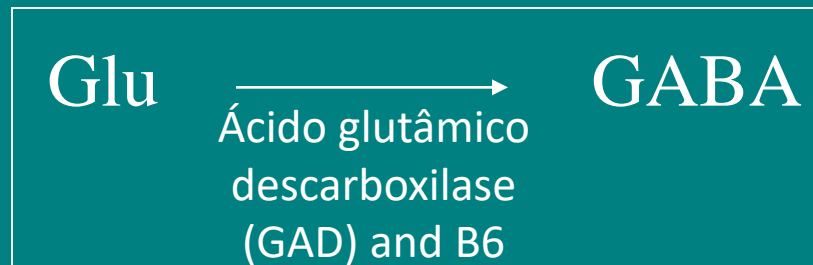 Glu GABA
Ácido glutâmico
descarboxilase
(GAD) and B6